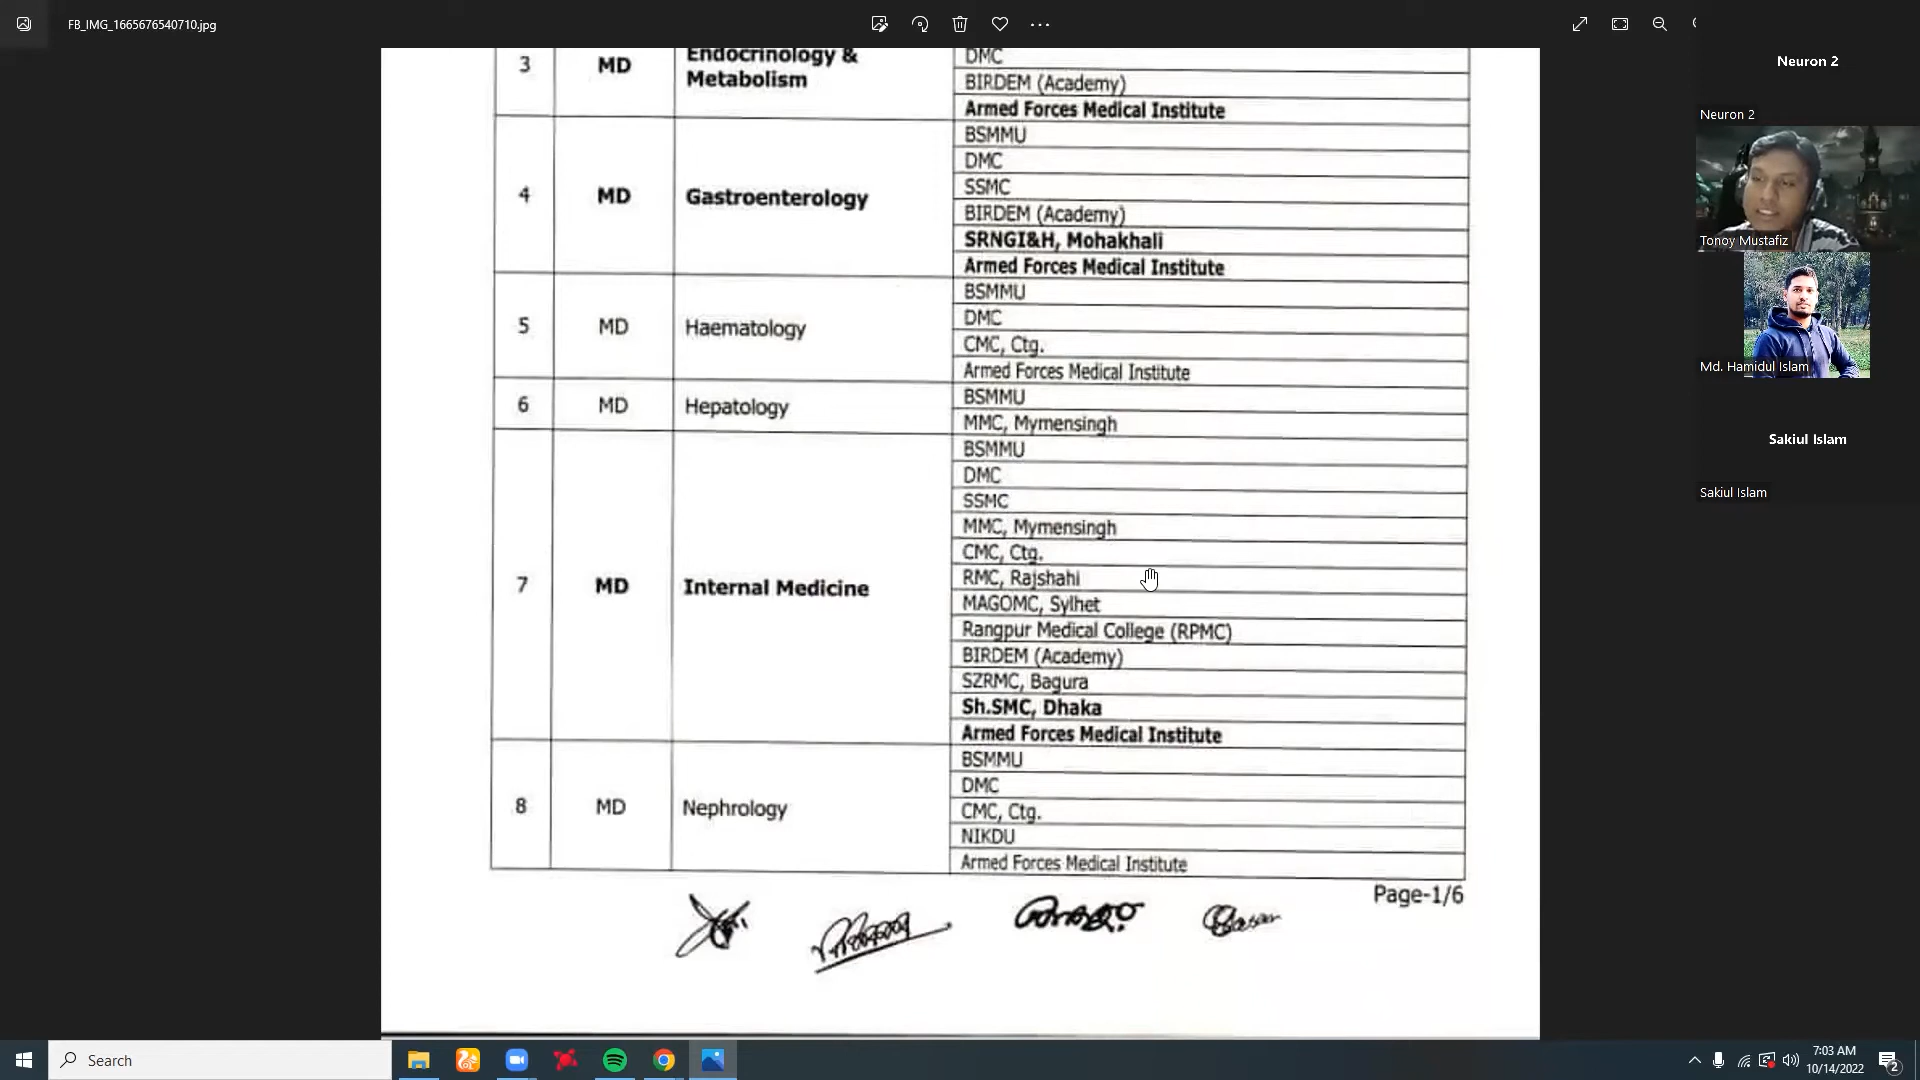 FB_IMG_1665676540710.jpg
3 MD Endocrinology & Metabolism
DMC
BIRDEM (Academy)
Armed Forces Medical Institute
4 MD Gastroenterology
BSMMU
DMC
SSMC
BIRDEM (Academy)
SRNGI&H, Mohakhali
Armed Forces Medical Institute
5 MD Haematology
BSMMU
DMC
CMC, Ctg.
Armed Forces Medical Institute
6 MD Hepatology
BSMMU
MMC, Mymensingh
7 MD Internal Medicine
BSMMU
DMC
SSMC
MMC, Mymensingh
CMC, Ctg.
RMC, Rajshahi
MAGOMC, Sylhet
Rangpur Medical College (RPMC)
BIRDEM (Academy)
SZRMC, Bagura
Sh.SMC, Dhaka
Armed Forces Medical Institute
8 MD Nephrology
BSMMU
DMC
CMC, Ctg.
NIKDU
Armed Forces Medical Institute
Page-1/6
Neuron 2
Neuron 2
Tonoy Mustafiz
Md. Hamidul Islam
Sakiul Islam
Sakiul Islam
Search
7:03 AM
10/14/2022
2